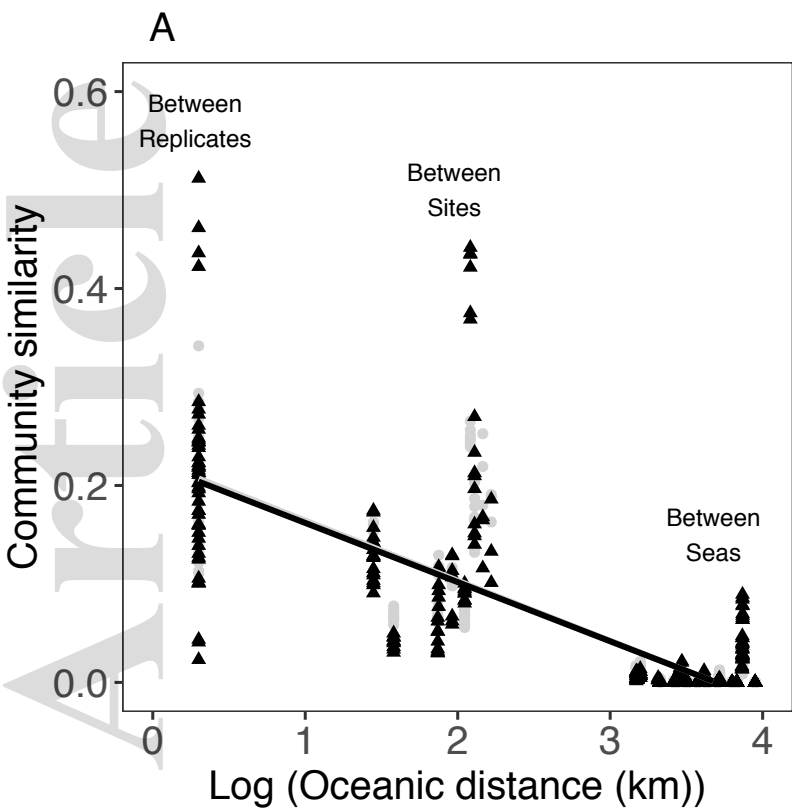 A
0.6
Between
Replicates
Between
Sites
0.4
Community similarity
0.2
Between
Seas
0.0
0 1 2 3 4
Log (Oceanic distance (km))
Article